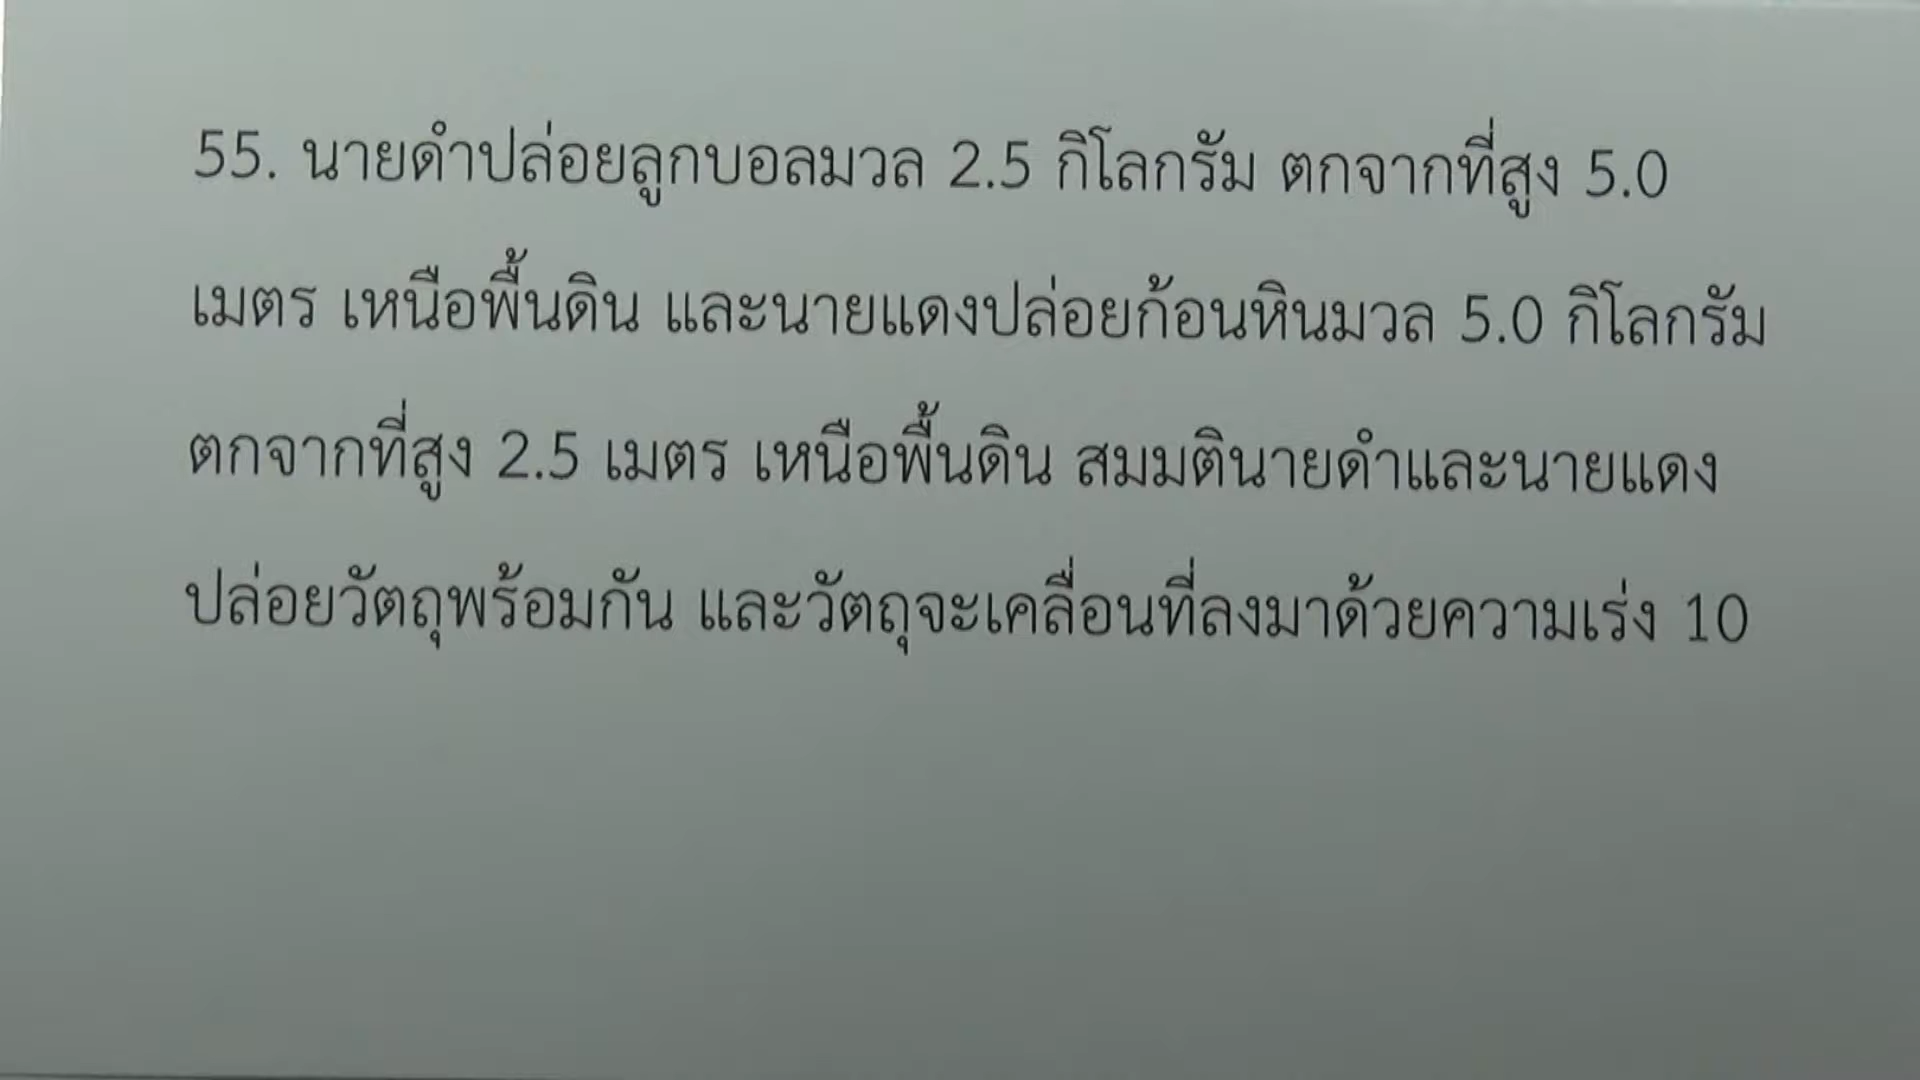 55. นายดำปล่อยลูกบอลมวล 2.5 กิโลกรัม ตกจากที่สูง 5.0
เมตร เหนือพื้นดิน และนายแดงปล่อยก้อนหินมวล 5.0 กิโลกรัม
ตกจากที่สูง 2.5 เมตร เหนือพื้นดิน สมมตินายดำและนายแดง
ปล่อยวัตถุพร้อมกัน และวัตถุจะเคลื่อนที่ลงมาด้วยความเร่ง 10